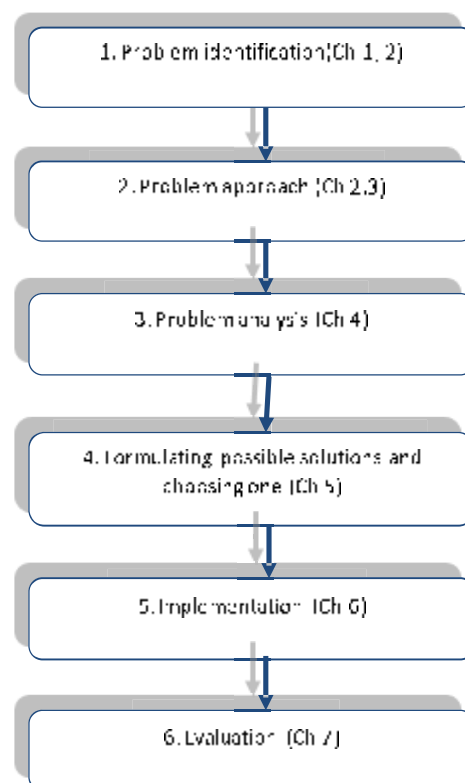 1. Problem identification(Ch 1, 2)
2. Problem approach (Ch 2,3)
3. Problem analysis (Ch 4)
4. Formulating possible solutions and
choosing one (Ch 5)
5. Implementation (Ch 6)
6. Evaluation (Ch 7)